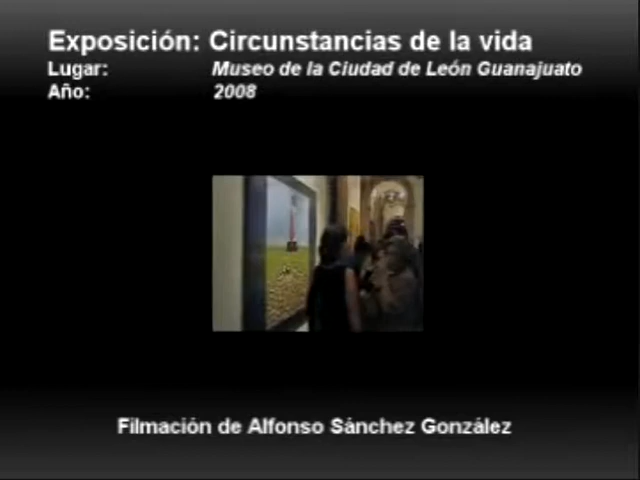 Exposición: Circunstancias de la vida
Lugar: Museo de la Ciudad de León Guanajuato
Año: 2008
Filmación de Alfonso Sánchez González